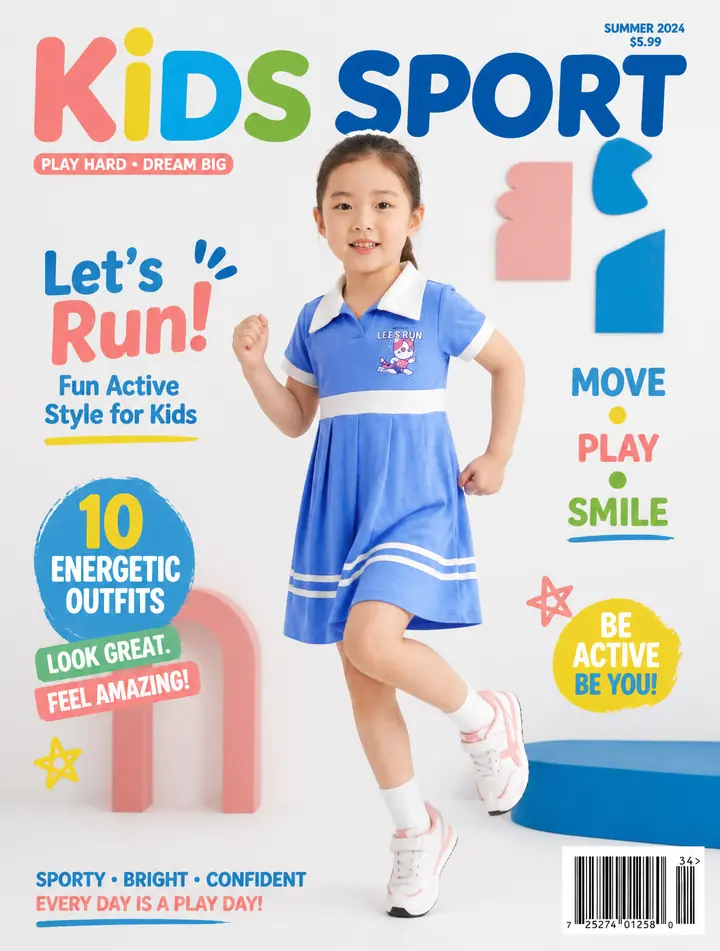 SUMMER 2024
$5.99
KiDS SPORT
PLAY HARD • DREAM BIG
Let's
Run!
Fun Active
Style for Kids
LET'S RUN
MOVE
PLAY
SMILE
10
ENERGETIC
OUTFITS
LOOK GREAT.
FEEL AMAZING!
BE
ACTIVE
BE YOU!
SPORTY • BRIGHT • CONFIDENT
EVERY DAY IS A PLAY DAY!
34>
7 25274 01258 0